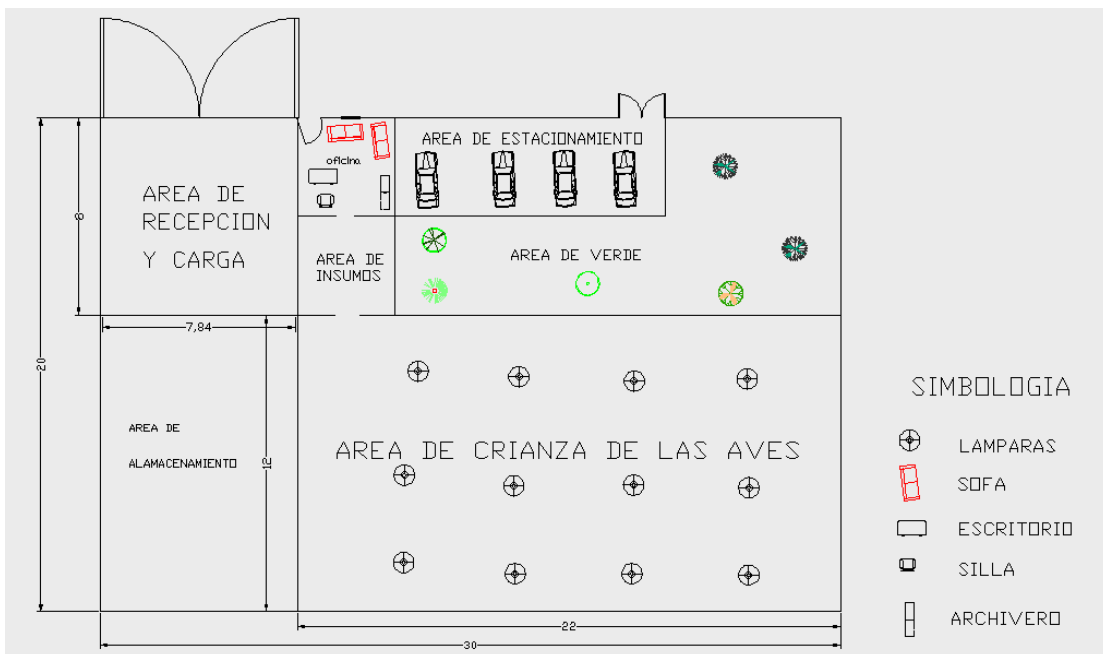 AREA DE ESTACIONAMIENTO
oficina
AREA DE
RECEPCION
Y CARGA
8
AREA DE
INSUMOS
AREA DE VERDE
7,84
20
SIMBOLOGIA
AREA DE
ALAMACENAMIENTO
12
AREA DE CRIANZA DE LAS AVES
LAMPARAS
SOFA
ESCRITORIO
SILLA
ARCHIVERO
22
30